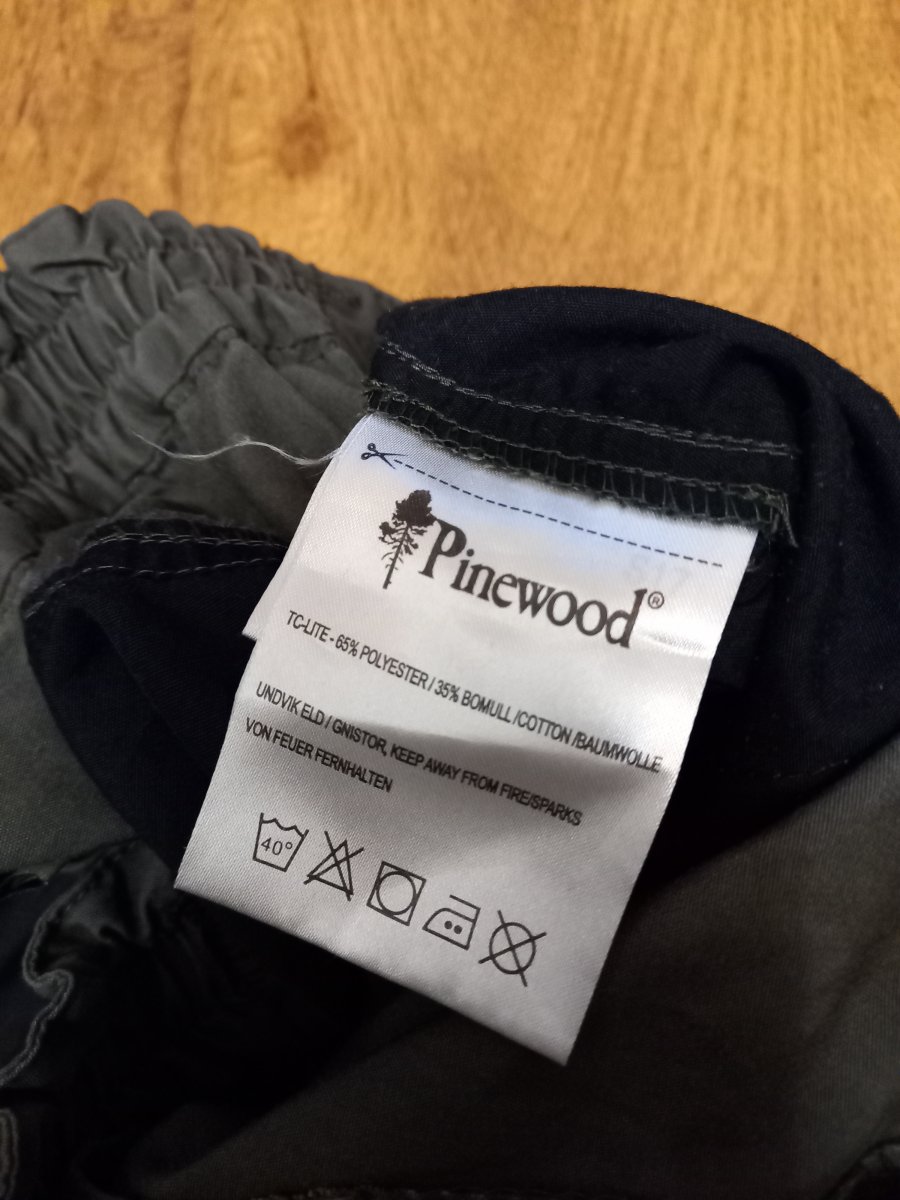 Pinewood®
TC-LITE - 65% POLYESTER / 35% BOMULL /COTTON /BAUMWOLLE
UNDVIK ELD / GNISTOR, KEEP AWAY FROM FIRE/SPARKS
VON FEUER FERNHALTEN
40°